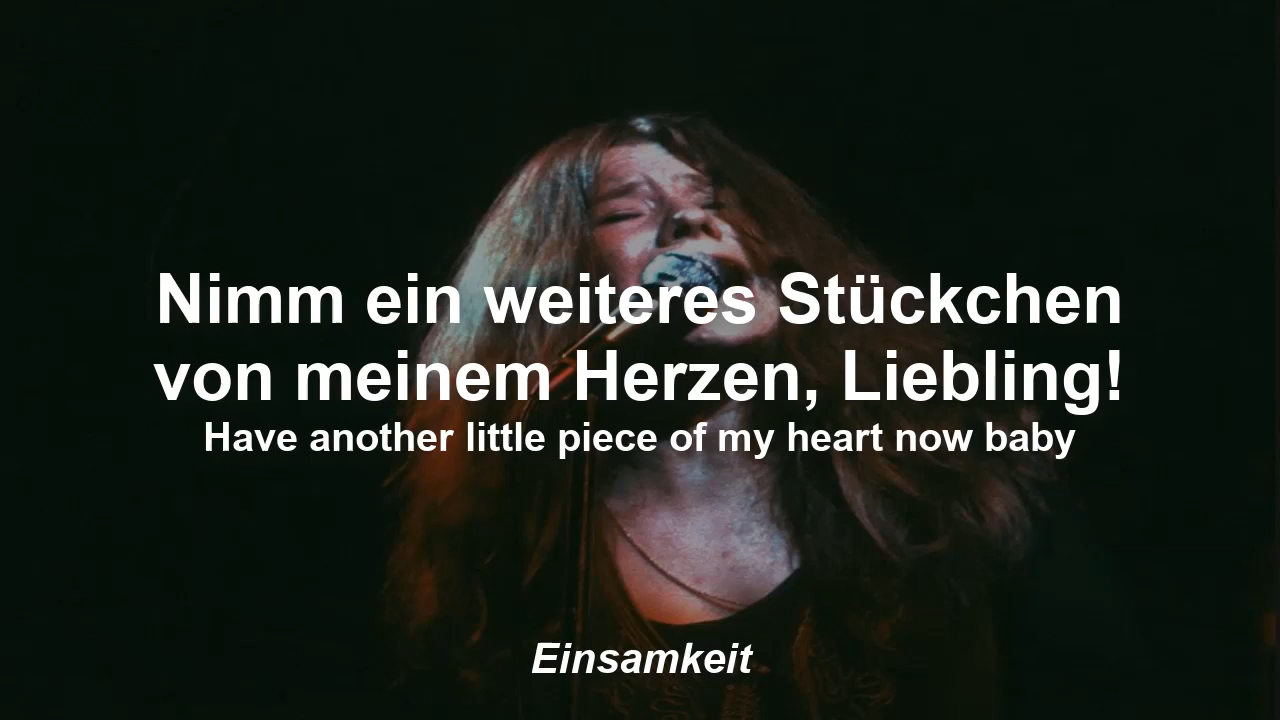 Nimm ein weiteres Stückchen
von meinem Herzen, Liebling!
Have another little piece of my heart now baby
Einsamkeit